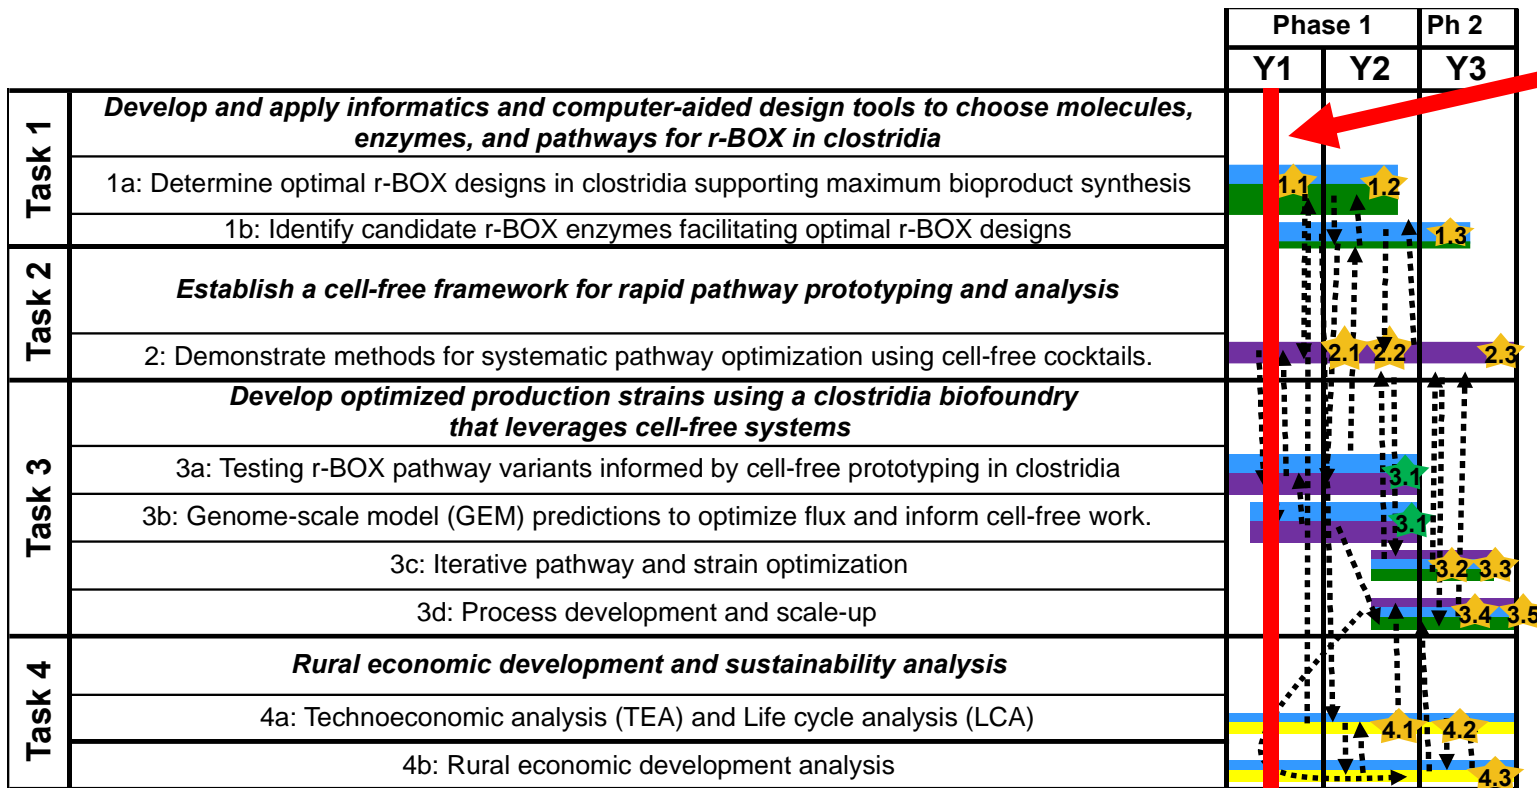 Phase 1
Ph 2
Y1
Y2
Y3
Task 1
Develop and apply informatics and computer-aided design tools to choose molecules,
enzymes, and pathways for r-BOX in clostridia
1a: Determine optimal r-BOX designs in clostridia supporting maximum bioproduct synthesis
1.1
1.2
1b: Identify candidate r-BOX enzymes facilitating optimal r-BOX designs
1.3
Task 2
Establish a cell-free framework for rapid pathway prototyping and analysis
2: Demonstrate methods for systematic pathway optimization using cell-free cocktails.
2.1
2.2
2.3
Task 3
Develop optimized production strains using a clostridia biofoundry
that leverages cell-free systems
3a: Testing r-BOX pathway variants informed by cell-free prototyping in clostridia
3.1
3b: Genome-scale model (GEM) predictions to optimize flux and inform cell-free work.
3.1
3c: Iterative pathway and strain optimization
3.2
3.3
3d: Process development and scale-up
3.4
3.5
Task 4
Rural economic development and sustainability analysis
4a: Technoeconomic analysis (TEA) and Life cycle analysis (LCA)
4.1
4.2
4b: Rural economic development analysis
4.3